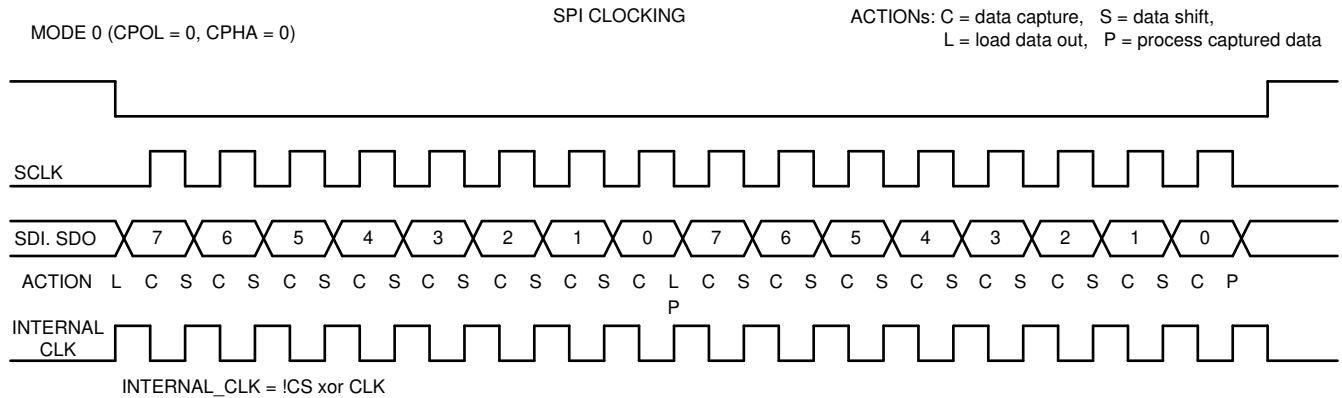 SPI CLOCKING
ACTIONs: C = data capture, S = data shift,
MODE 0 (CPOL = 0, CPHA = 0)
L = load data out, P = process captured data
SCLK
SDI. SDO 7 6 5 4 3 2 1 0 7 6 5 4 3 2 1 0
ACTION L C S C S C S C S C S C S C S C L C S C S C S C S C S C S C S C P
P
INTERNAL
CLK
INTERNAL_CLK = !CS xor CLK